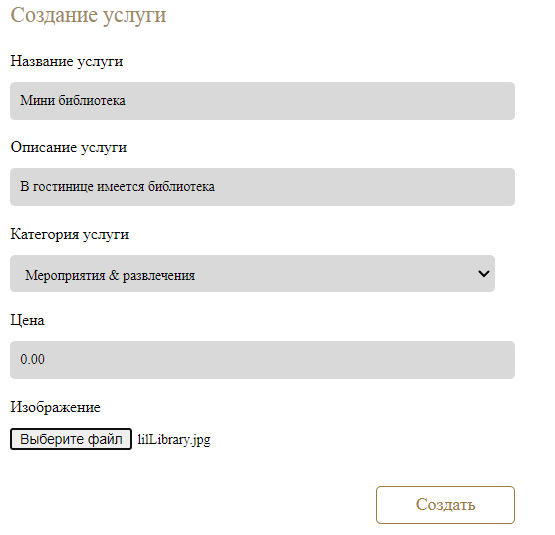 Создание услуги
Название услуги
Мини библиотека
Описание услуги
В гостинице имеется библиотека
Категория услуги
Мероприятия & развлечения
Цена
0.00
Изображение
Выберите файл lilLibrary.jpg
Создать